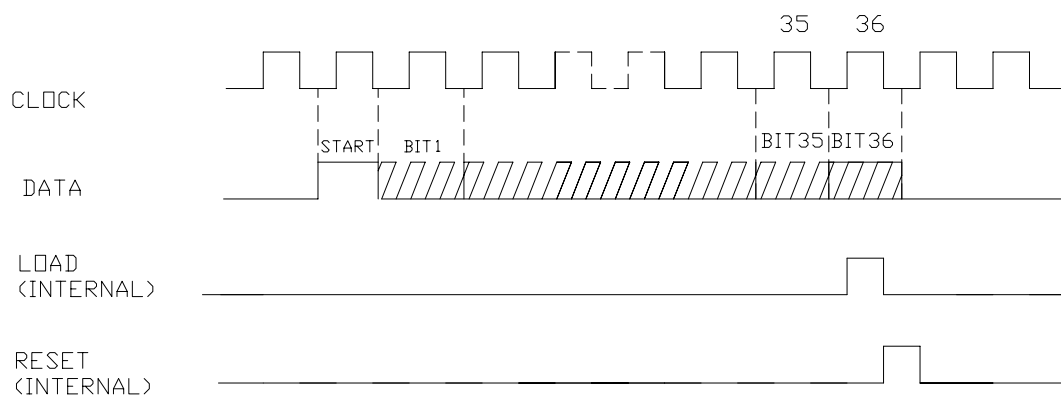 35 36
CLOCK
START BIT1 BIT35 BIT36
DATA
LOAD
(INTERNAL)
RESET
(INTERNAL)